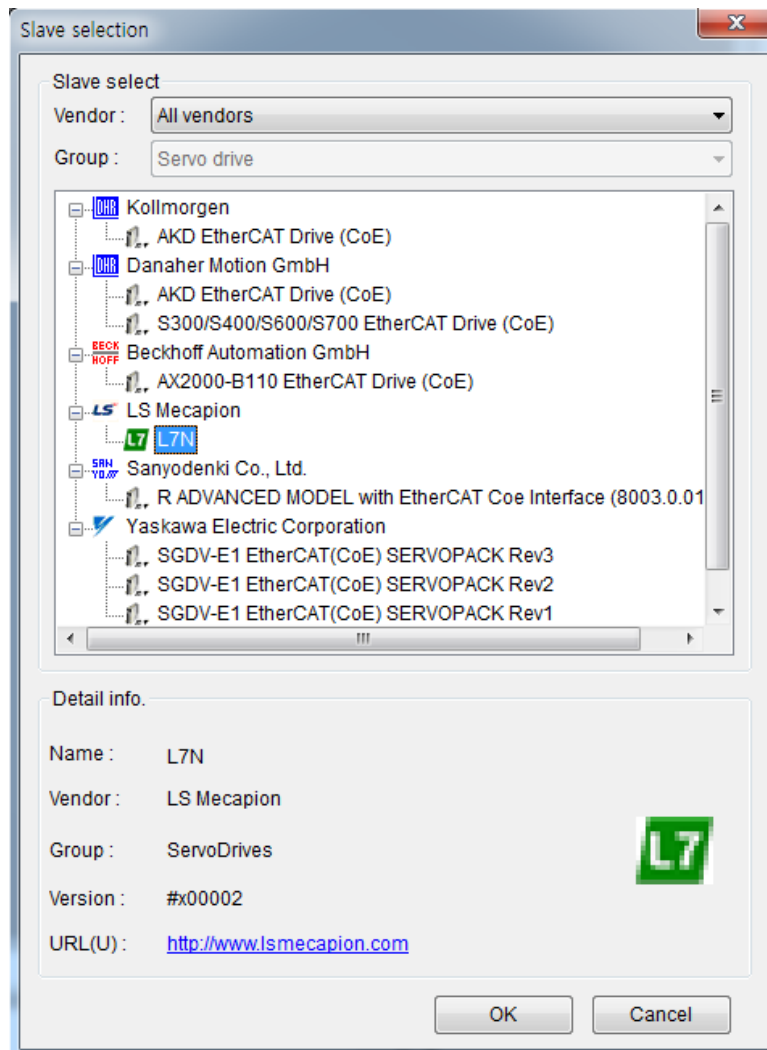 Slave selection
Slave select
Vendor : All vendors
Group : Servo drive
DHR Kollmorgen
AKD EtherCAT Drive (CoE)
DHR Danaher Motion GmbH
AKD EtherCAT Drive (CoE)
S300/S400/S600/S700 EtherCAT Drive (CoE)
BECKHOFF Beckhoff Automation GmbH
AX2000-B110 EtherCAT Drive (CoE)
LS LS Mecapion
L7 L7N
SANYO Sanyodenki Co., Ltd.
R ADVANCED MODEL with EtherCAT Coe Interface (8003.0.01
Yaskawa Electric Corporation
SGDV-E1 EtherCAT(CoE) SERVOPACK Rev3
SGDV-E1 EtherCAT(CoE) SERVOPACK Rev2
SGDV-E1 EtherCAT(CoE) SERVOPACK Rev1
Detail info.
Name : L7N
Vendor : LS Mecapion
Group : ServoDrives
L7
Version : #x00002
URL(U) : http://www.lsmecapion.com
OK Cancel